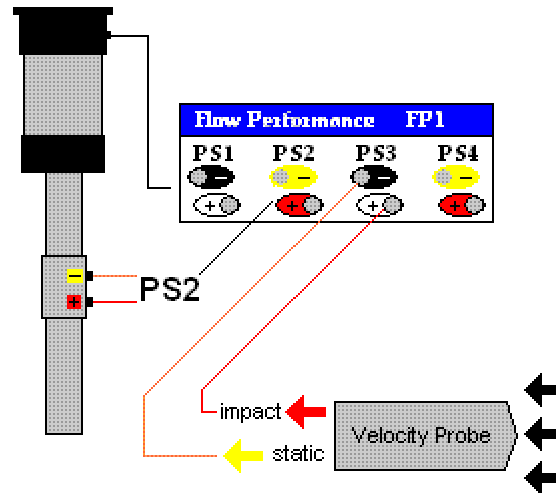 Flow Performance FP1
PS1 PS2 PS3 PS4
- - - -
+ + + +
-
PS2
+
impact
Velocity Probe
static